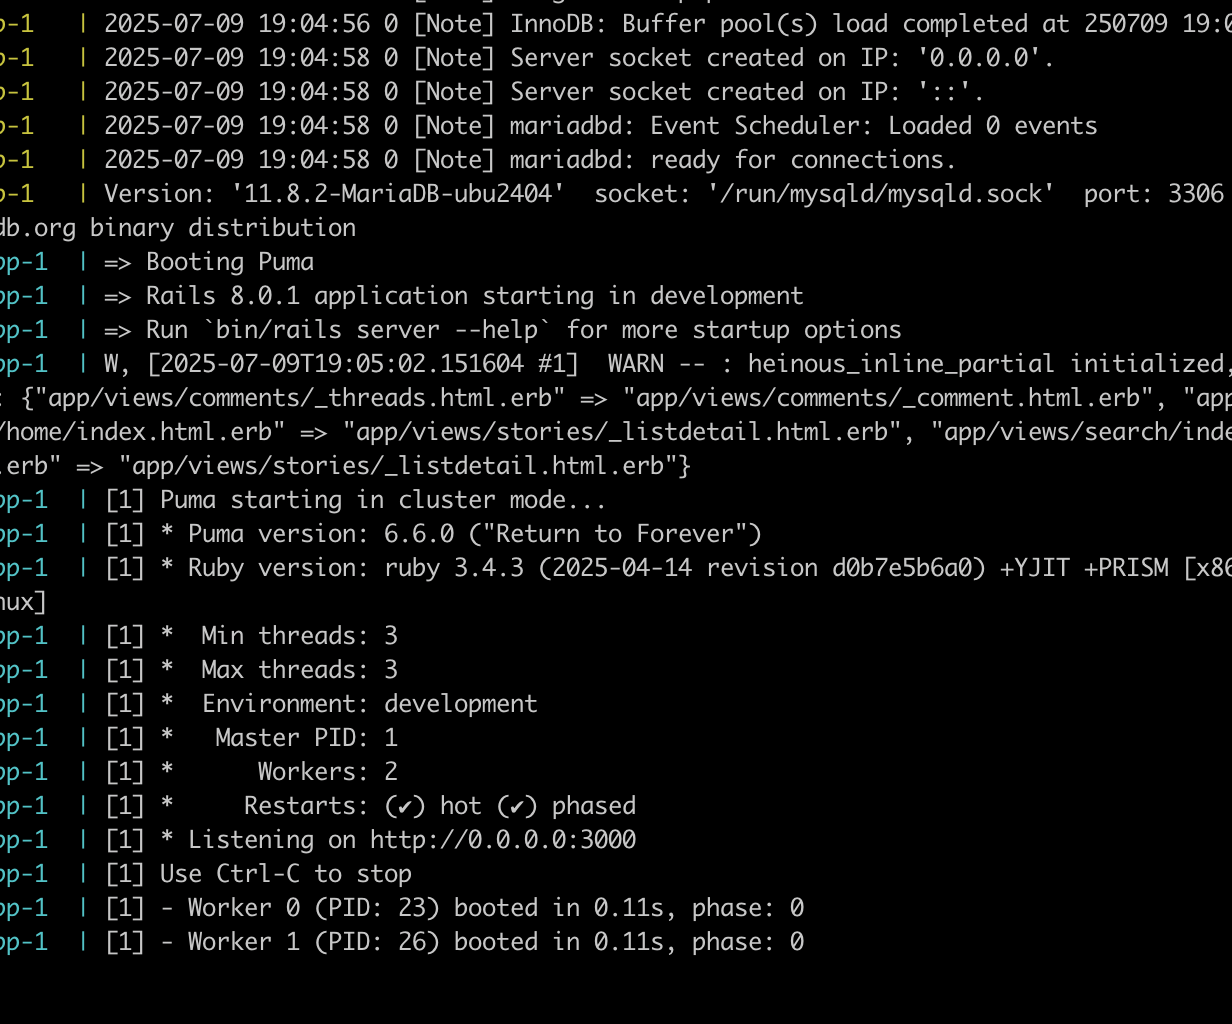 b-1   | 2025-07-09 19:04:56 0 [Note] InnoDB: Buffer pool(s) load completed at 250709
b-1   | 2025-07-09 19:04:58 0 [Note] Server socket created on IP: '0.0.0.0'.
b-1   | 2025-07-09 19:04:58 0 [Note] Server socket created on IP: '::'.
b-1   | 2025-07-09 19:04:58 0 [Note] mariadbd: Event Scheduler: Loaded 0 events
b-1   | 2025-07-09 19:04:58 0 [Note] mariadbd: ready for connections.
b-1   | Version: '11.8.2-MariaDB-ubu2404'  socket: '/run/mysqld/mysqld.sock'  port: 3306
db.org binary distribution
pp-1  | => Booting Puma
pp-1  | => Rails 8.0.1 application starting in development
pp-1  | => Run `bin/rails server --help` for more startup options
pp-1  | W, [2025-07-09T19:05:02.151604 #1]  WARN -- : heinous_inline_partial initialized,
: {"app/views/comments/_threads.html.erb" => "app/views/comments/_comment.html.erb", "app
/home/index.html.erb" => "app/views/stories/_listdetail.html.erb", "app/views/search/inde
.erb" => "app/views/stories/_listdetail.html.erb"}
pp-1  | [1] Puma starting in cluster mode...
pp-1  | [1] * Puma version: 6.6.0 ("Return to Forever")
pp-1  | [1] * Ruby version: ruby 3.4.3 (2025-04-14 revision d0b7e5b6a0) +YJIT +PRISM [x86
nux]
pp-1  | [1] *  Min threads: 3
pp-1  | [1] *  Max threads: 3
pp-1  | [1] *  Environment: development
pp-1  | [1] *   Master PID: 1
pp-1  | [1] *      Workers: 2
pp-1  | [1] *     Restarts: (✔) hot (✔) phased
pp-1  | [1] * Listening on http://0.0.0.0:3000
pp-1  | [1] Use Ctrl-C to stop
pp-1  | [1] - Worker 0 (PID: 23) booted in 0.11s, phase: 0
pp-1  | [1] - Worker 1 (PID: 26) booted in 0.11s, phase: 0